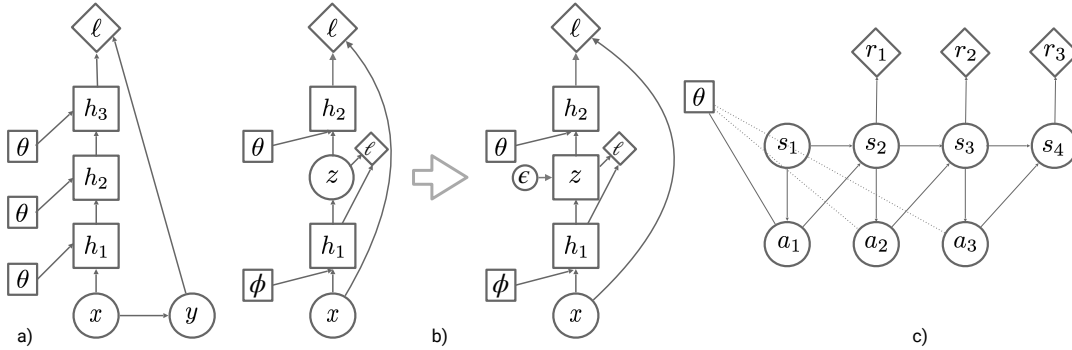 ℓ
h₃
θ
h₂
θ
h₁
θ
x
y
a)
ℓ
h₂
θ
ℓ
z
h₁
ϕ
x
b)
ℓ
h₂
θ
ℓ
ϵ
z
h₁
ϕ
x
r₁
r₂
r₃
θ
s₁
s₂
s₃
s₄
a₁
a₂
a₃
c)